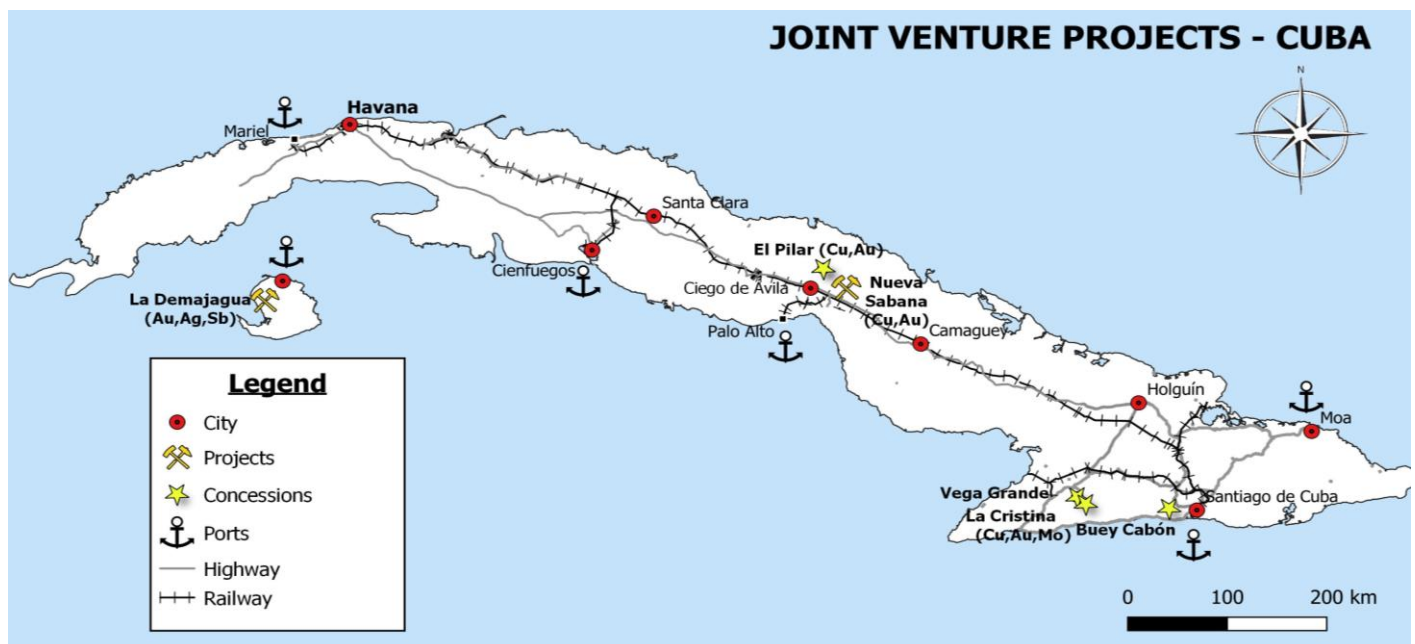 JOINT VENTURE PROJECTS - CUBA
N
Havana
Mariel
Santa Clara
El Pilar (Cu,Au)
Cienfuegos
Ciego de Ávila
Nueva
Sabana
(Cu,Au)
La Demajagua
(Au,Ag,Sb)
Palo Alto
Camaguey
Holguín
Moa
Vega Grande
La Cristina
(Cu,Au,Mo)
Buey Cabón
Santiago de Cuba
Legend
City
Projects
Concessions
Ports
Highway
Railway
0 100 200 km